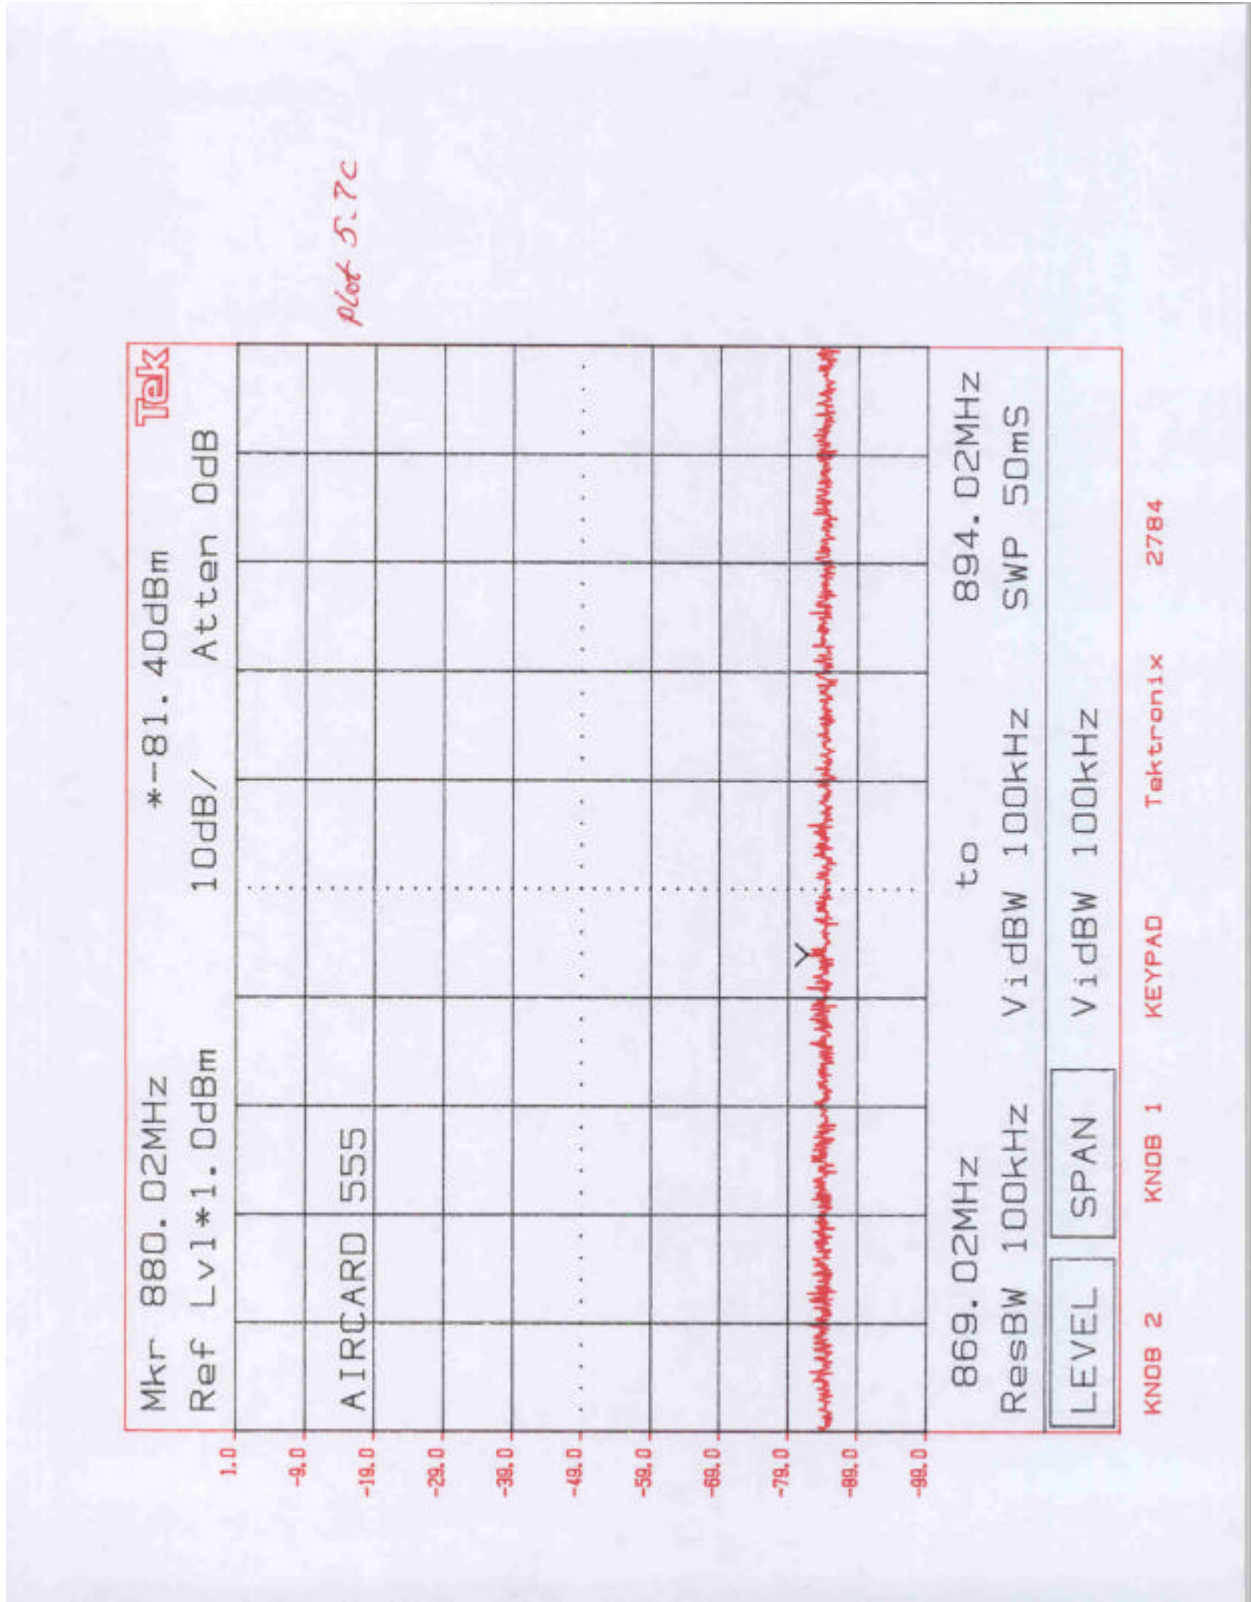 Plot 5.7c
Mkr 880.02MHz *-81.40dBm Tek
Ref Lvl*1.0dBm 10dB/ Atten 0dB
1.0
-9.0
AIRCARD 555
-19.0
-29.0
-39.0
-49.0
-59.0
-69.0
-79.0
-89.0
-99.0
869.02MHz to 894.02MHz
ResBW 100kHz VidBW 100kHz SWP 50mS
LEVEL SPAN VidBW 100kHz
KNOB 2 KNOB 1 KEYPAD Tektronix 2784